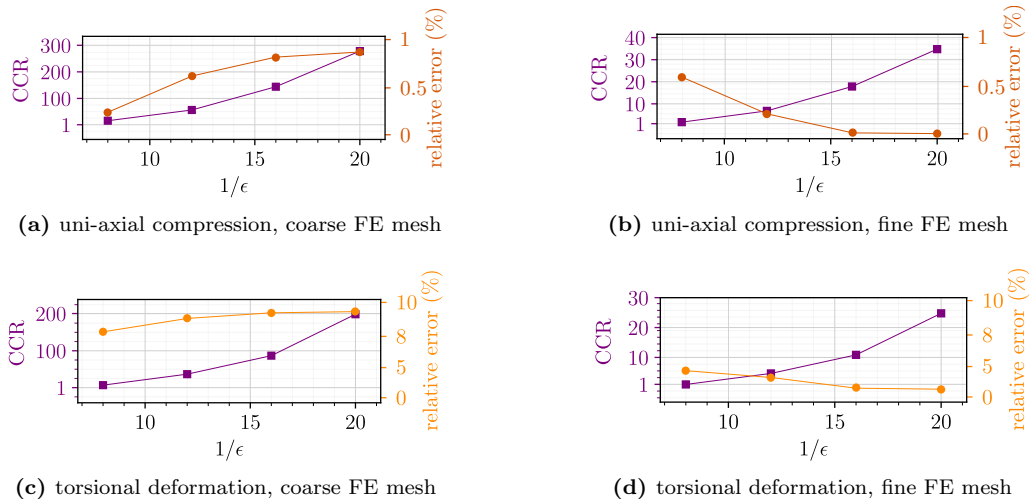 300
200
100
1
CCR
1
0.5
0
relative error (%)
10
15
20
1/ϵ
(a) uni-axial compression, coarse FE mesh
40
30
20
10
1
CCR
1
0.5
0
relative error (%)
10
15
20
1/ϵ
(b) uni-axial compression, fine FE mesh
200
100
1
CCR
10
8
5
0
relative error (%)
10
15
20
1/ϵ
(c) torsional deformation, coarse FE mesh
30
20
10
1
CCR
10
8
5
0
relative error (%)
10
15
20
1/ϵ
(d) torsional deformation, fine FE mesh